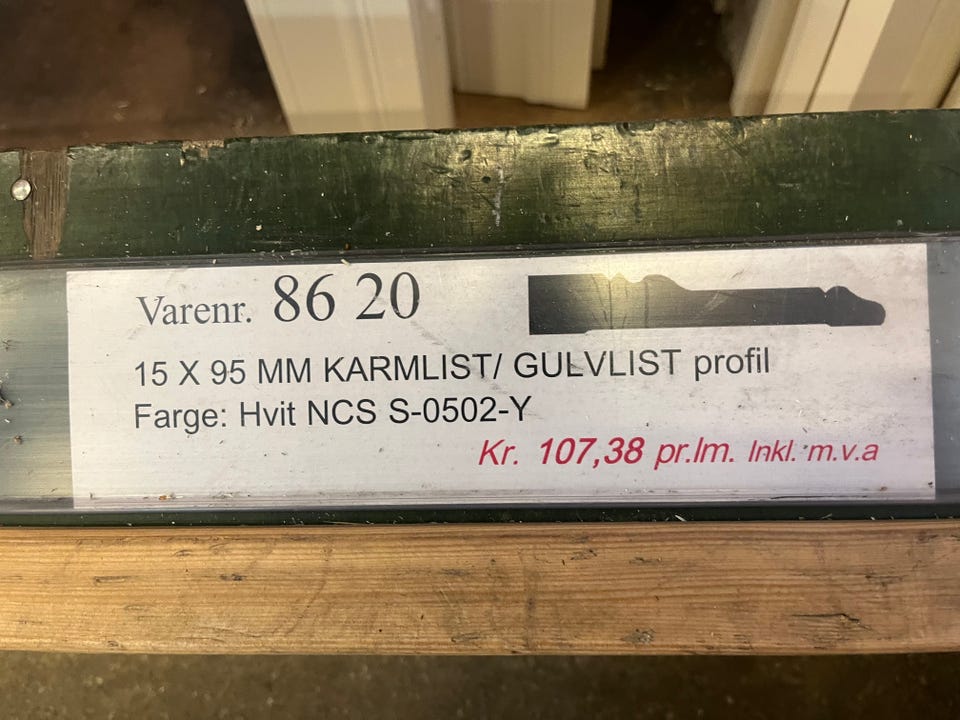 Varenr. 86 20
15 X 95 MM KARMLIST/ GULVLIST profil
Farge: Hvit NCS S-0502-Y
Kr. 107,38 pr.lm. Inkl. m.v.a